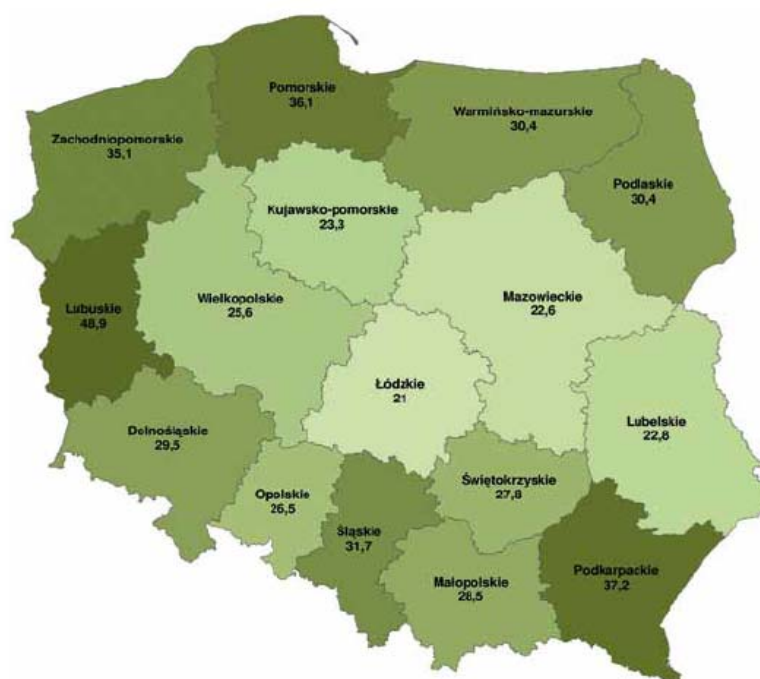 Pomorskie
36,1
Warmińsko-mazurskie
30,4
Zachodniopomorskie
35,1
Podlaskie
30,4
Kujawsko-pomorskie
23,3
Mazowieckie
22,6
Wielkopolskie
25,6
Lubuskie
48,9
Łódzkie
21
Lubelskie
22,8
Dolnośląskie
29,5
Świętokrzyskie
27,8
Opolskie
26,5
Śląskie
31,7
Małopolskie
28,5
Podkarpackie
37,2